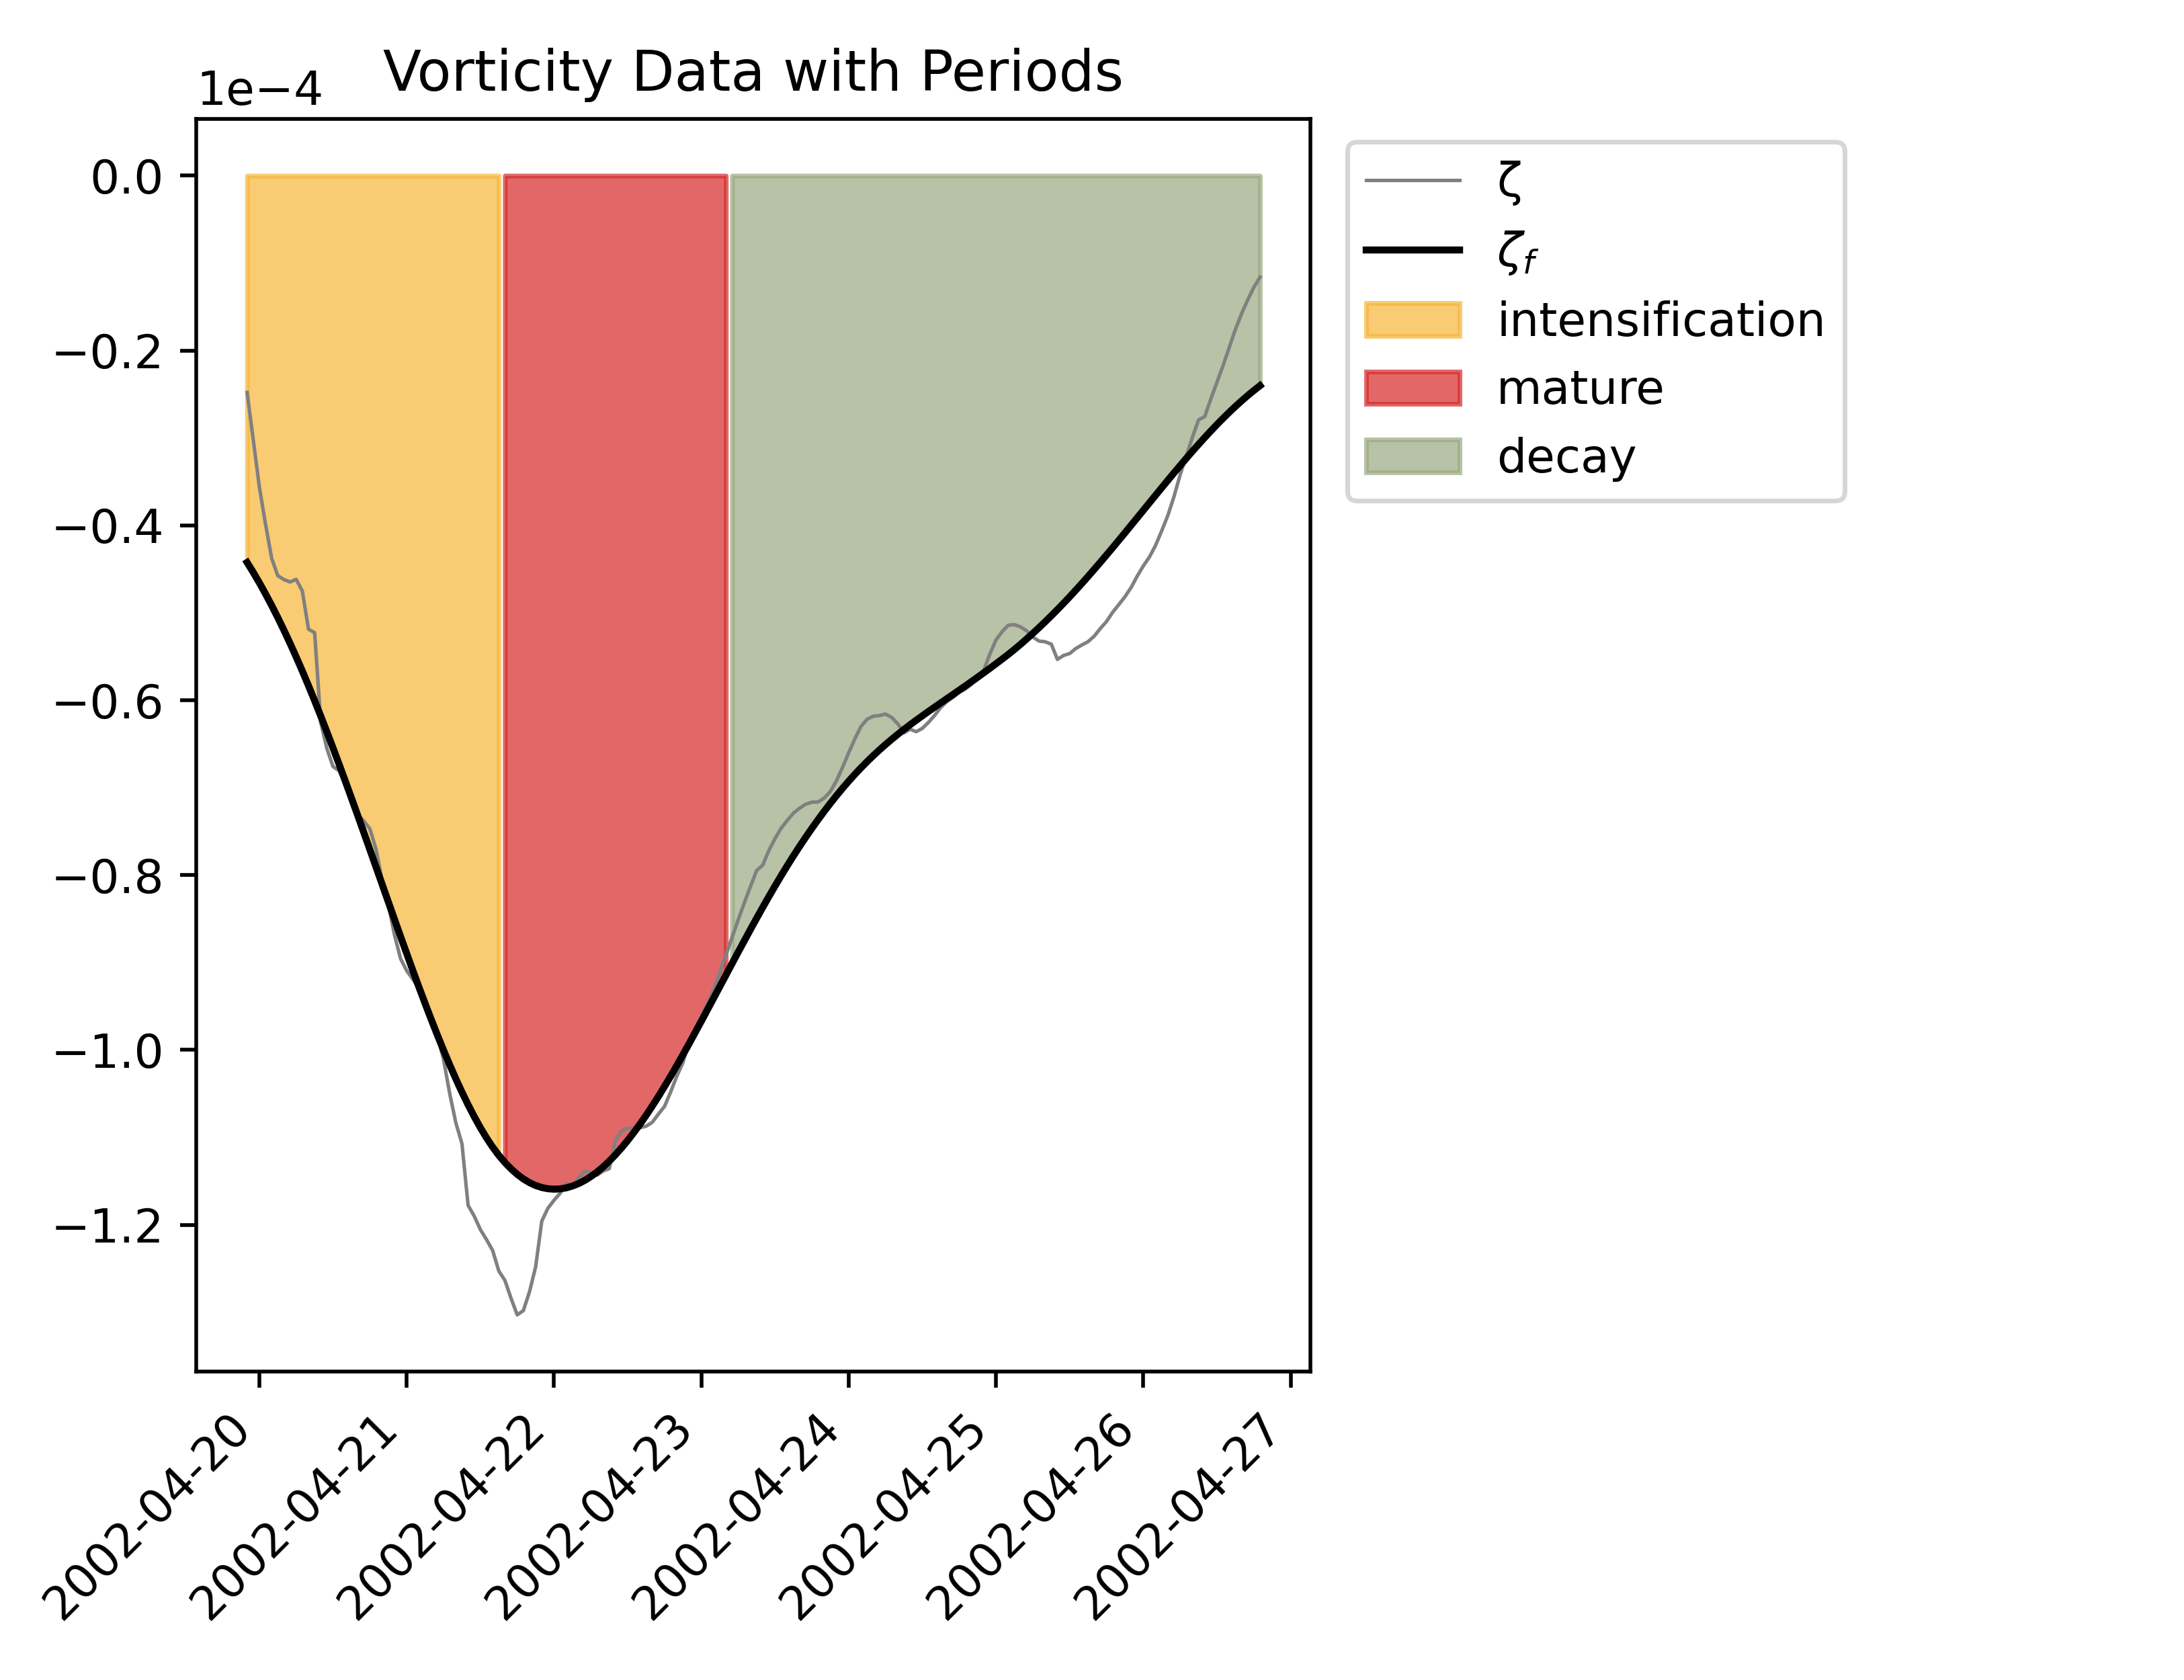 Vorticity Data with Periods
1e−4
0.0
−0.2
−0.4
−0.6
−0.8
−1.0
−1.2
2002-04-20
2002-04-21
2002-04-22
2002-04-23
2002-04-24
2002-04-25
2002-04-26
2002-04-27
ζ
ζf
intensification
mature
decay